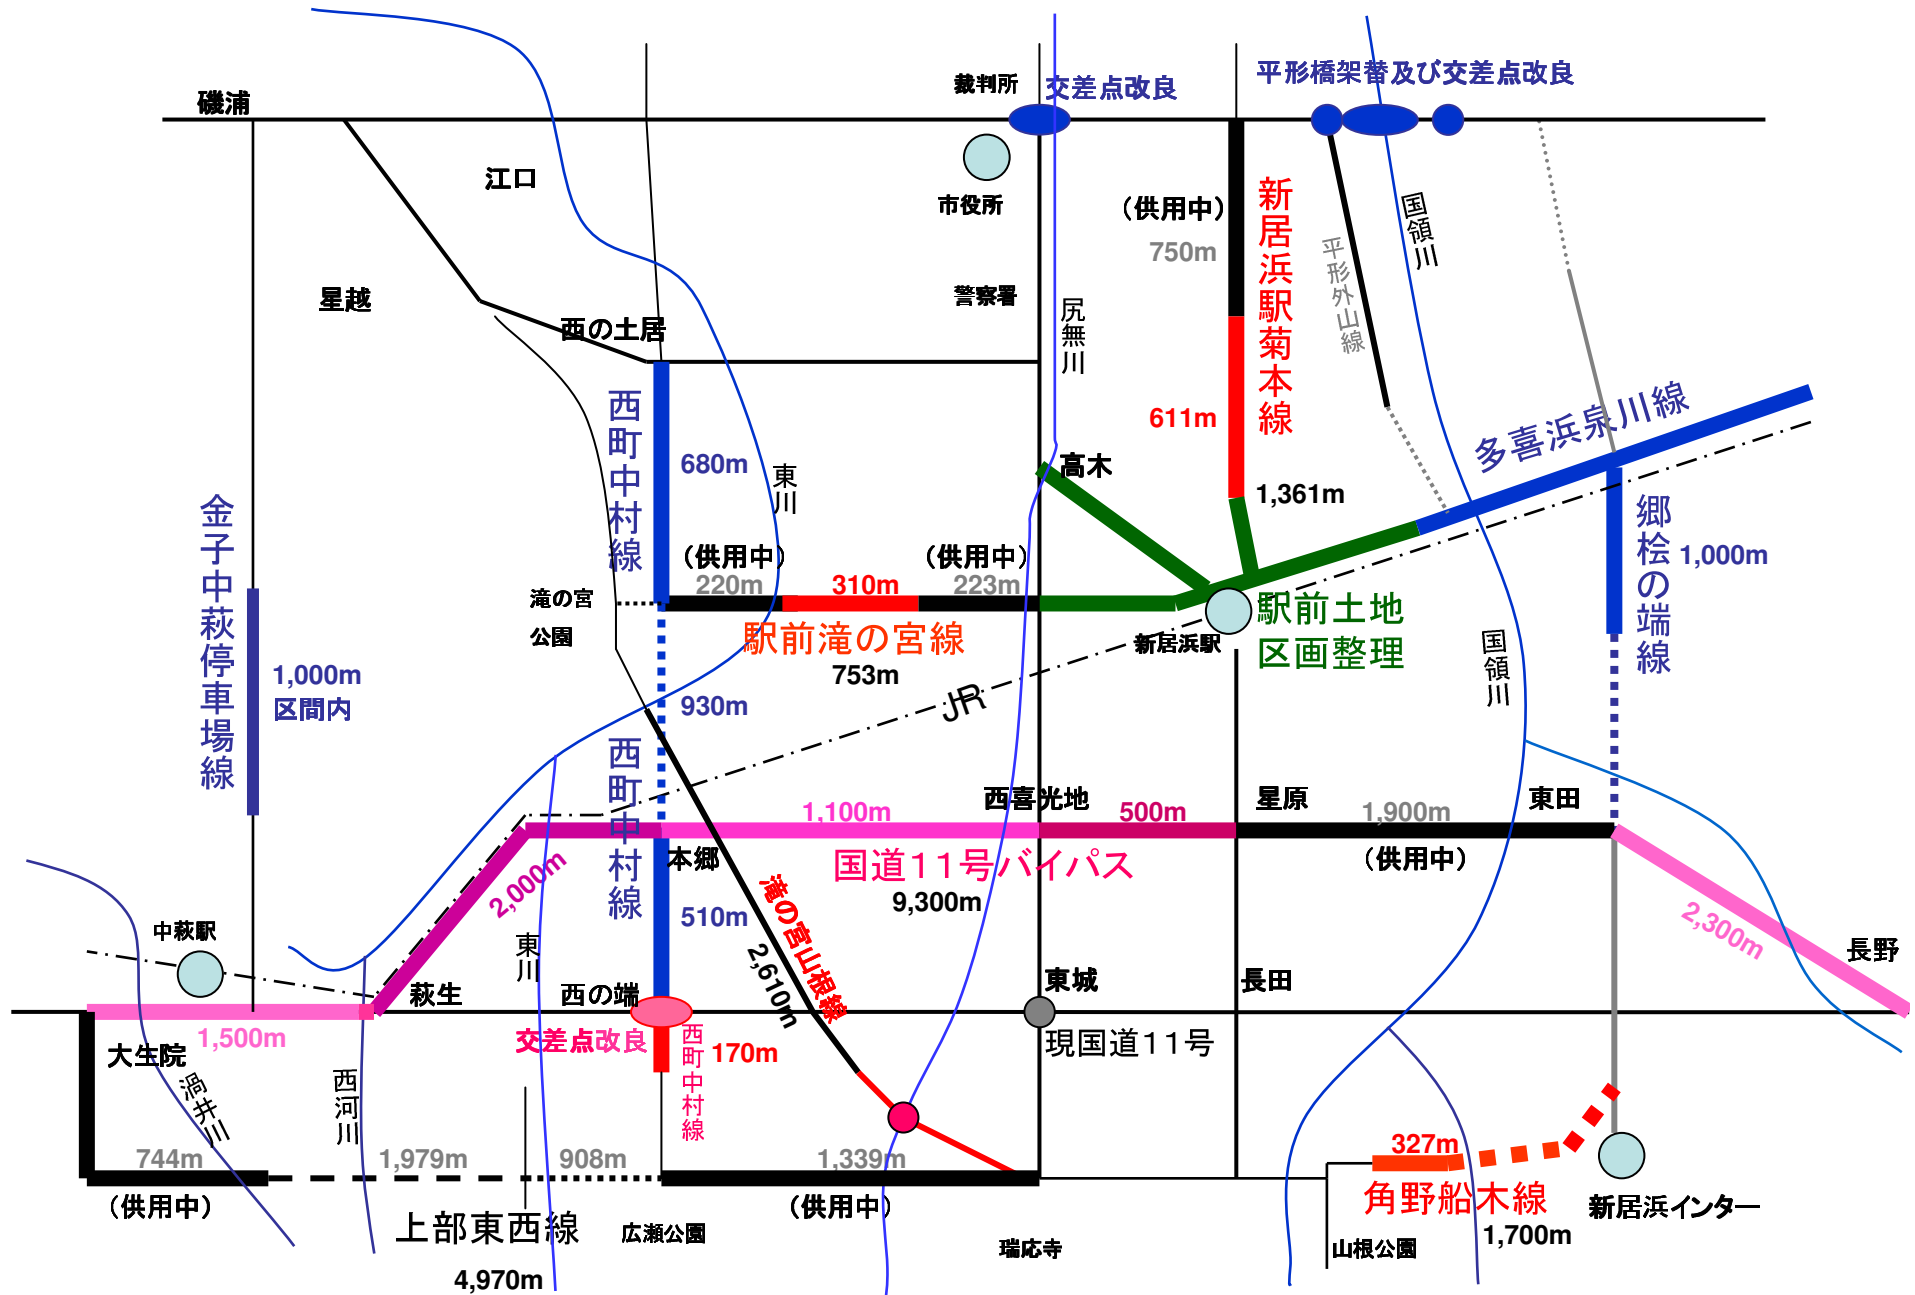 裁判所
交差点改良
平形橋架替及び交差点改良
磯浦
江口
市役所
(供用中)
750m
新居浜駅菊本線
国領川
平形外山線
星越
警察署
尻無川
西の土居
西町中村線
680m
東川
611m
1,361m
高木
多喜浜泉川線
金子中萩停車場線
1,000m
区間内
(供用中)
220m
310m
(供用中)
223m
郷桧の端線
1,000m
滝の宮
公園
駅前滝の宮線
753m
新居浜駅
駅前土地
区画整理
国領川
930m
JR
西町中村線
1,100m
西喜光地
500m
星原
1,900m
東田
本郷
国道11号バイパス
9,300m
(供用中)
2,000m
510m
滝の宮山根線
2,610m
2,300m
長野
中萩駅
東川
萩生
西の端
東城
長田
1,500m
大生院
交差点改良
西町中村線
170m
現国道11号
渦井川
西河川
744m
(供用中)
1,979m
908m
1,339m
(供用中)
327m
角野船木線
1,700m
新居浜インター
上部東西線
4,970m
広瀬公園
瑞応寺
山根公園